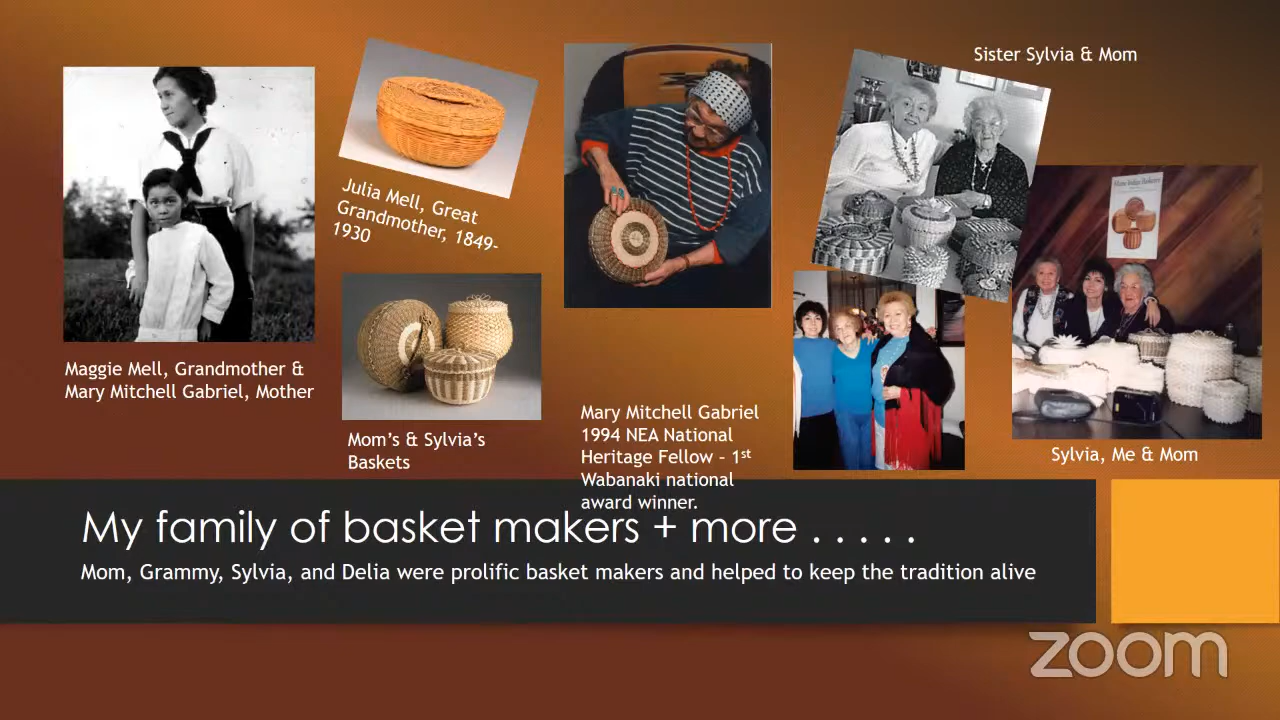 Sister Sylvia & Mom
Julia Mell, Great
Grandmother, 1849-
1930
Maggie Mell, Grandmother &
Mary Mitchell Gabriel, Mother
Mom’s & Sylvia’s
Baskets
Mary Mitchell Gabriel
1994 NEA National
Heritage Fellow – 1st
Wabanaki national
award winner.
Sylvia, Me & Mom
My family of basket makers + more . . . . .
Mom, Grammy, Sylvia, and Delia were prolific basket makers and helped to keep the tradition alive
zoom